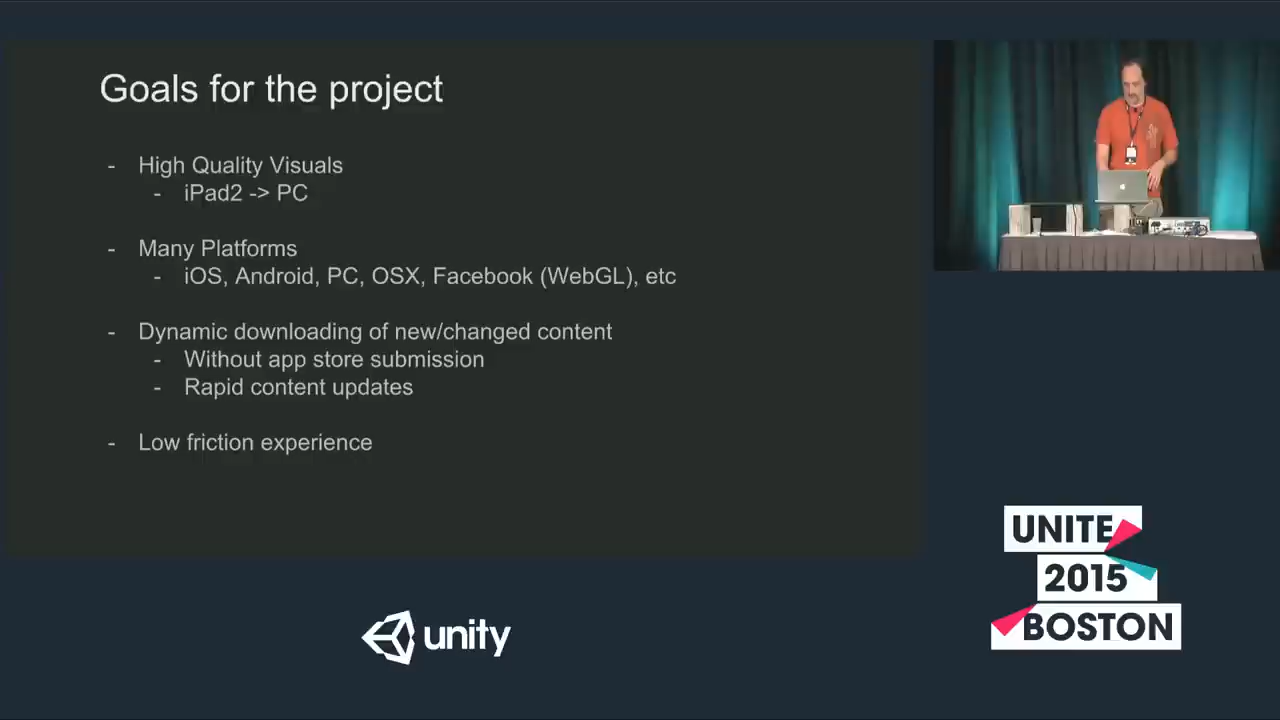 Goals for the project
- High Quality Visuals
- iPad2 -> PC
- Many Platforms
- iOS, Android, PC, OSX, Facebook (WebGL), etc
- Dynamic downloading of new/changed content
- Without app store submission
- Rapid content updates
- Low friction experience
UNITE
2015
BOSTON
unity